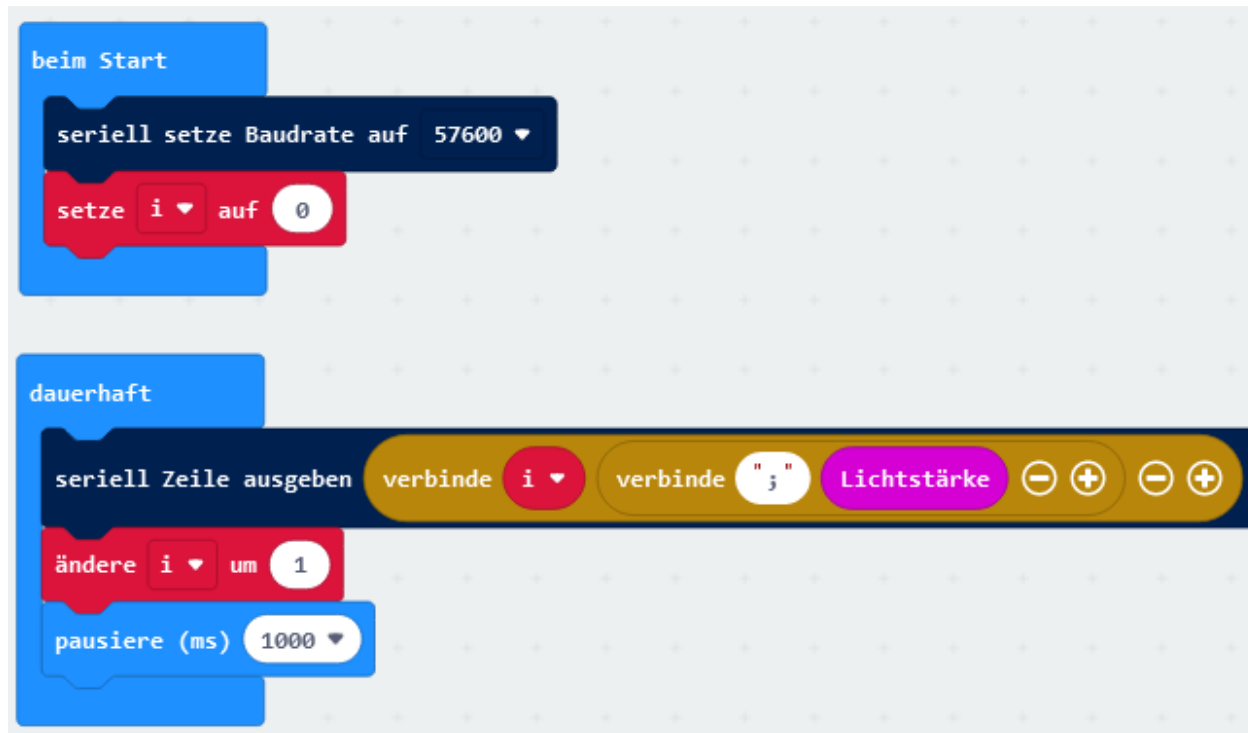 beim Start
seriell setze Baudrate auf 57600
setze i auf 0
dauerhaft
seriell Zeile ausgeben verbinde i verbinde ";" Lichtstärke
ändere i um 1
pausiere (ms) 1000